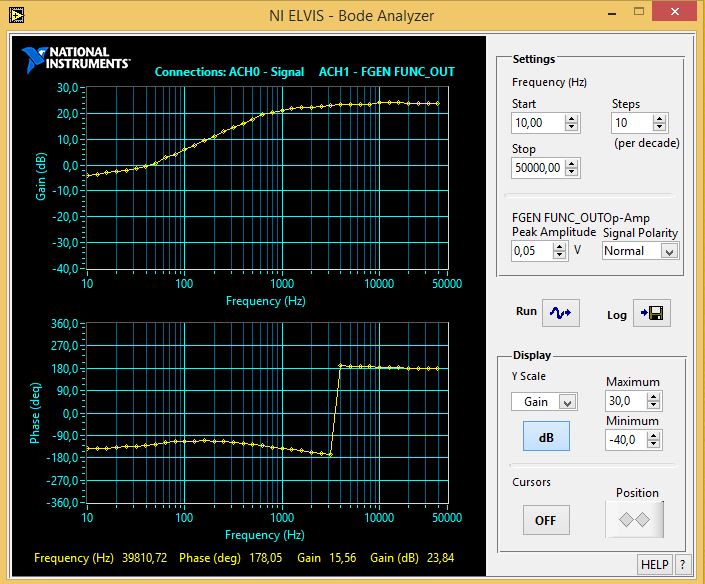 NI ELVIS - Bode Analyzer
NATIONAL
INSTRUMENTS™
Connections: ACH0 - Signal ACH1 - FGEN FUNC_OUT
Gain (dB)
30,0
20,0
10,0
0,0
-10,0
-20,0
-30,0
-40,0
10 100 1000 10000 50000
Frequency (Hz)
Phase (deg)
360,0
270,0
180,0
90,0
0,0
-90,0
-180,0
-270,0
-360,0
10 100 1000 10000 50000
Frequency (Hz)
Frequency (Hz) 39810,72 Phase (deg) 178,05 Gain 15,56 Gain (dB) 23,84
Settings
Frequency (Hz)
Start Steps
10,00 10
(per decade)
Stop
50000,00
FGEN FUNC_OUTOp-Amp
Peak Amplitude Signal Polarity
0,05 V Normal
Run Log
Display
Y Scale Maximum
Gain 30,0
Minimum
dB -40,0
Cursors Position
OFF
HELP ?